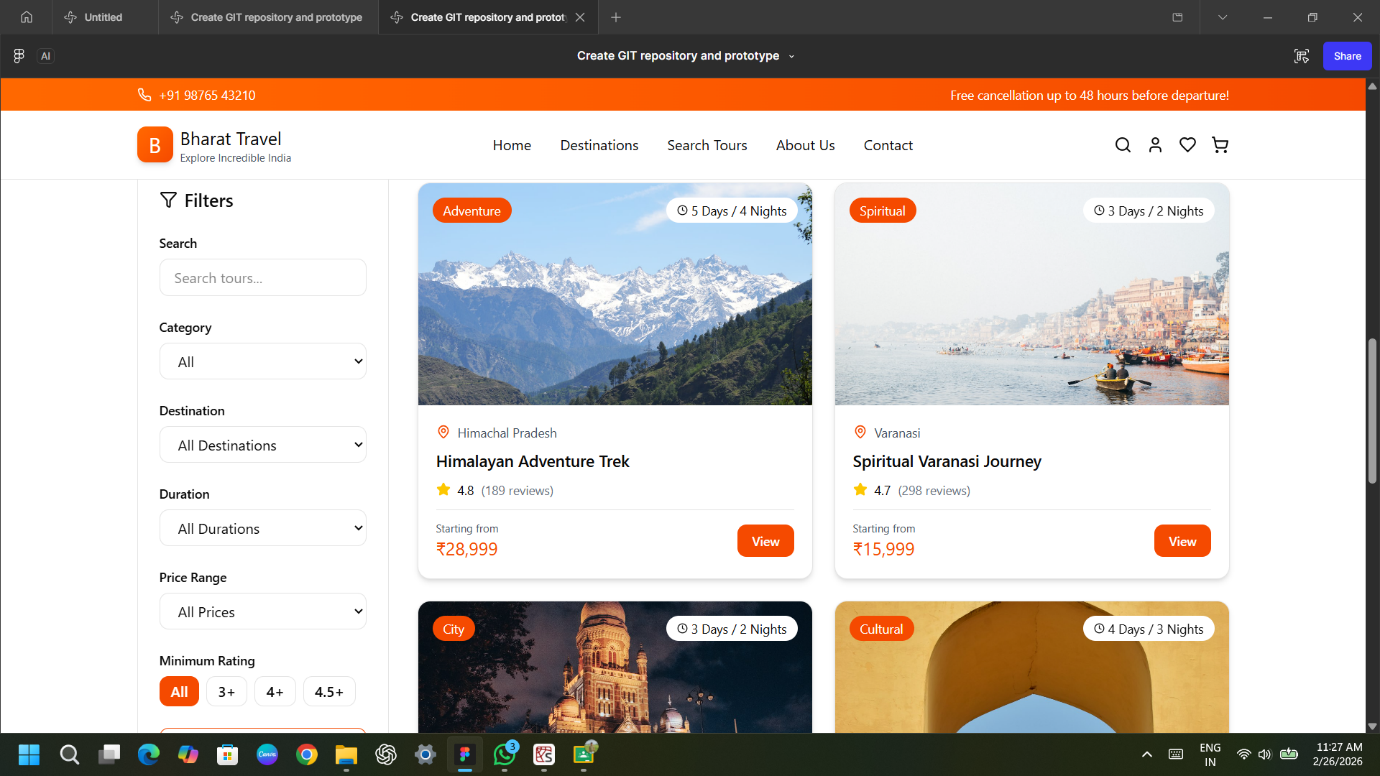 Untitled
Create GIT repository and prototype
Create GIT repository and protot
AI
Create GIT repository and prototype
Share
+91 98765 43210
Free cancellation up to 48 hours before departure!
B
Bharat Travel
Explore Incredible India
Home
Destinations
Search Tours
About Us
Contact
Filters
Search
Search tours...
Category
All
Destination
All Destinations
Duration
All Durations
Price Range
All Prices
Minimum Rating
All
3+
4+
4.5+
Adventure
5 Days / 4 Nights
Himachal Pradesh
Himalayan Adventure Trek
4.8 (189 reviews)
Starting from
₹28,999
View
Spiritual
3 Days / 2 Nights
Varanasi
Spiritual Varanasi Journey
4.7 (298 reviews)
Starting from
₹15,999
View
City
3 Days / 2 Nights
Cultural
4 Days / 3 Nights
Canva
3
ENG
IN
11:27 AM
2/26/2026